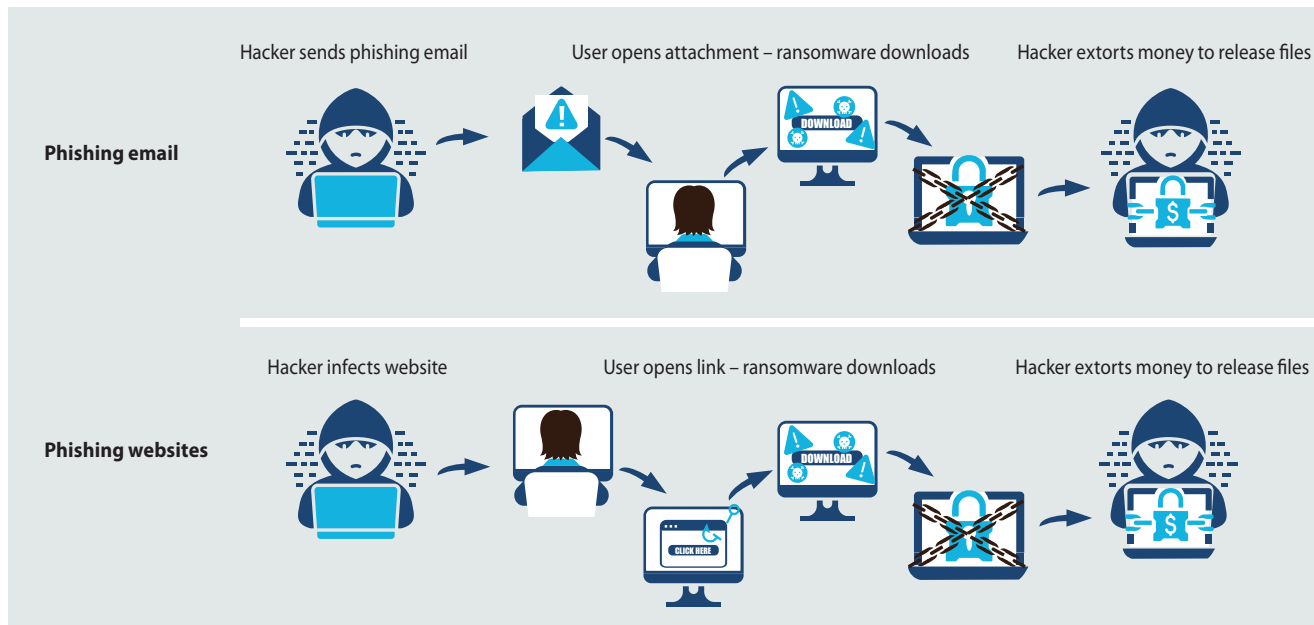 Hacker sends phishing email
User opens attachment – ransomware downloads
Hacker extorts money to release files
Phishing email
DOWNLOAD
$
Hacker infects website
User opens link – ransomware downloads
Hacker extorts money to release files
Phishing websites
DOWNLOAD
CLICK HERE
$